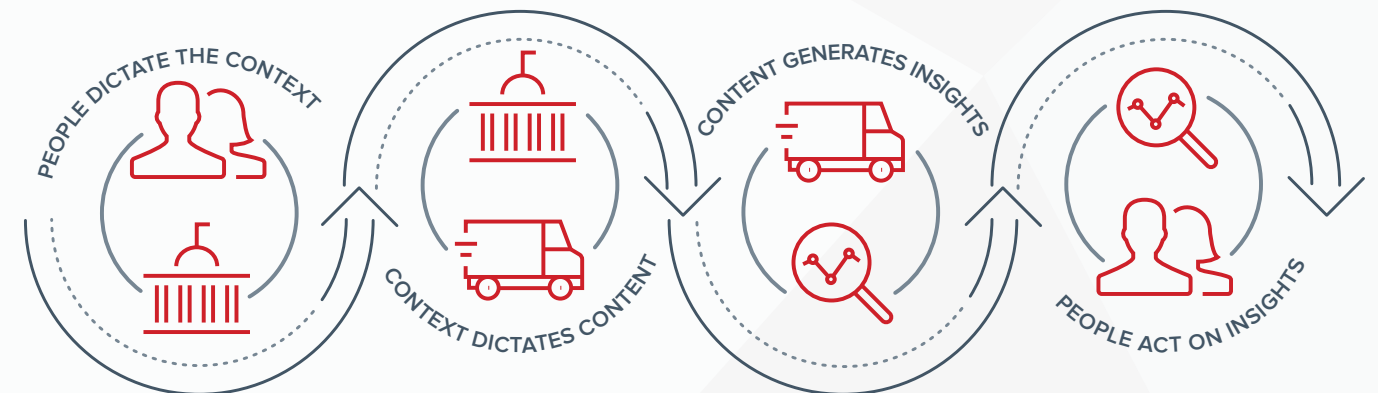 PEOPLE DICTATE THE CONTEXT
CONTEXT DICTATES CONTENT
CONTENT GENERATES INSIGHTS
PEOPLE ACT ON INSIGHTS